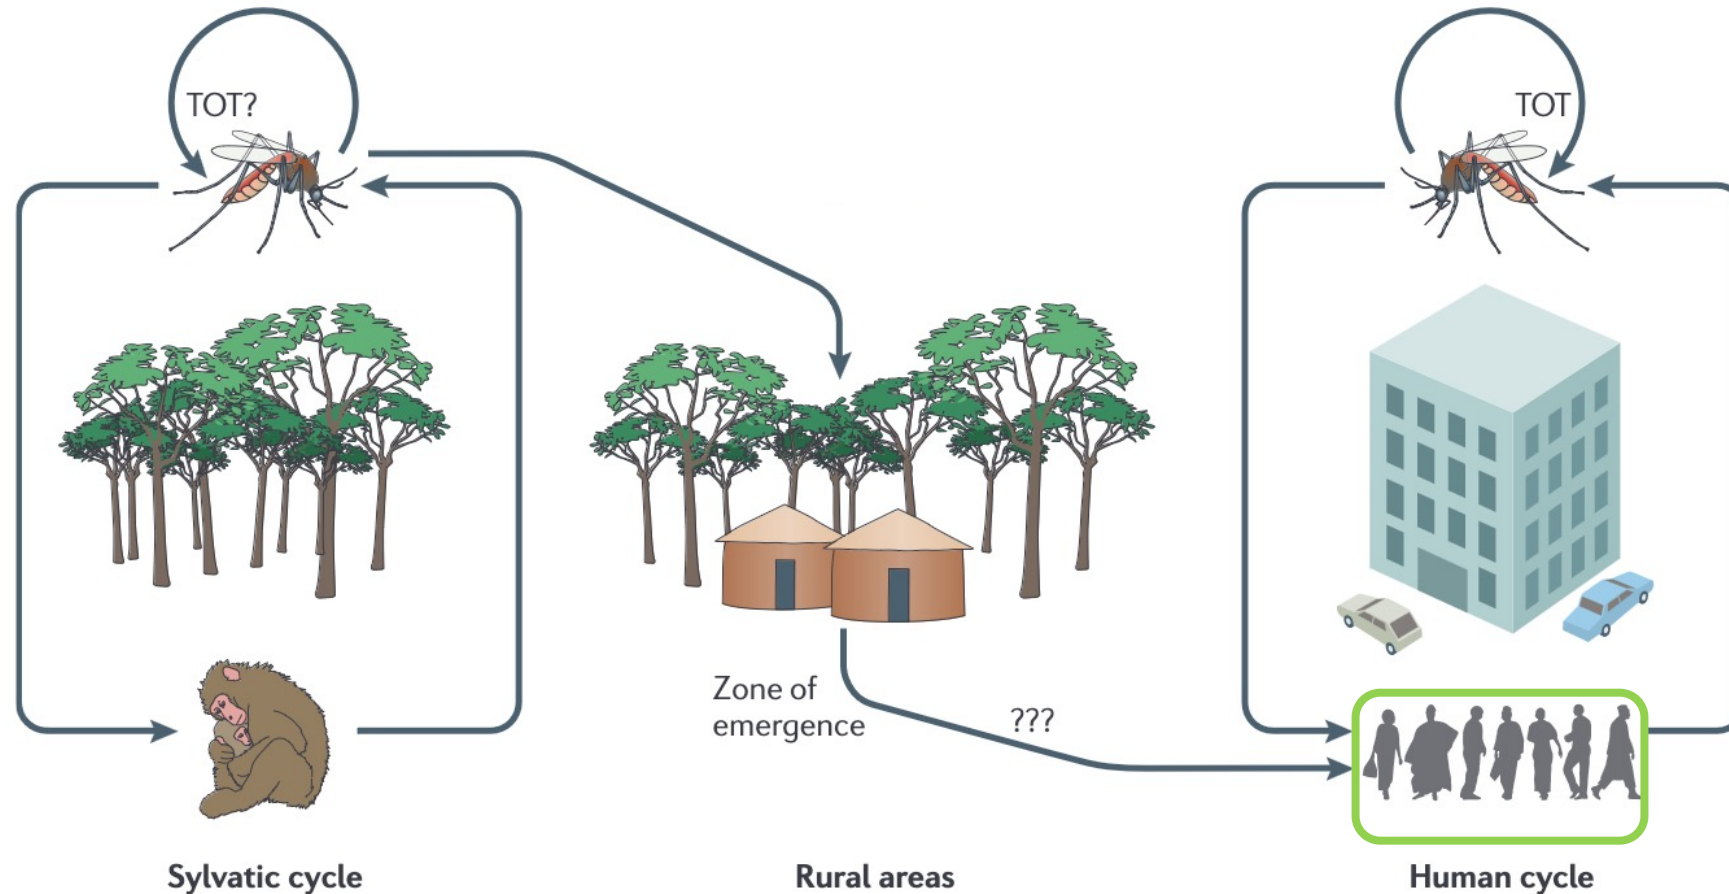 TOT?
TOT
Zone of
emergence
???
Sylvatic cycle
Rural areas
Human cycle